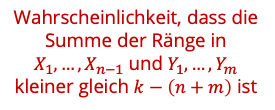 Wahrscheinlichkeit, dass die
Summe der Ränge in
X₁, … , Xₙ₋₁ und Y₁, … , Yₘ
kleiner gleich k − (n + m) ist